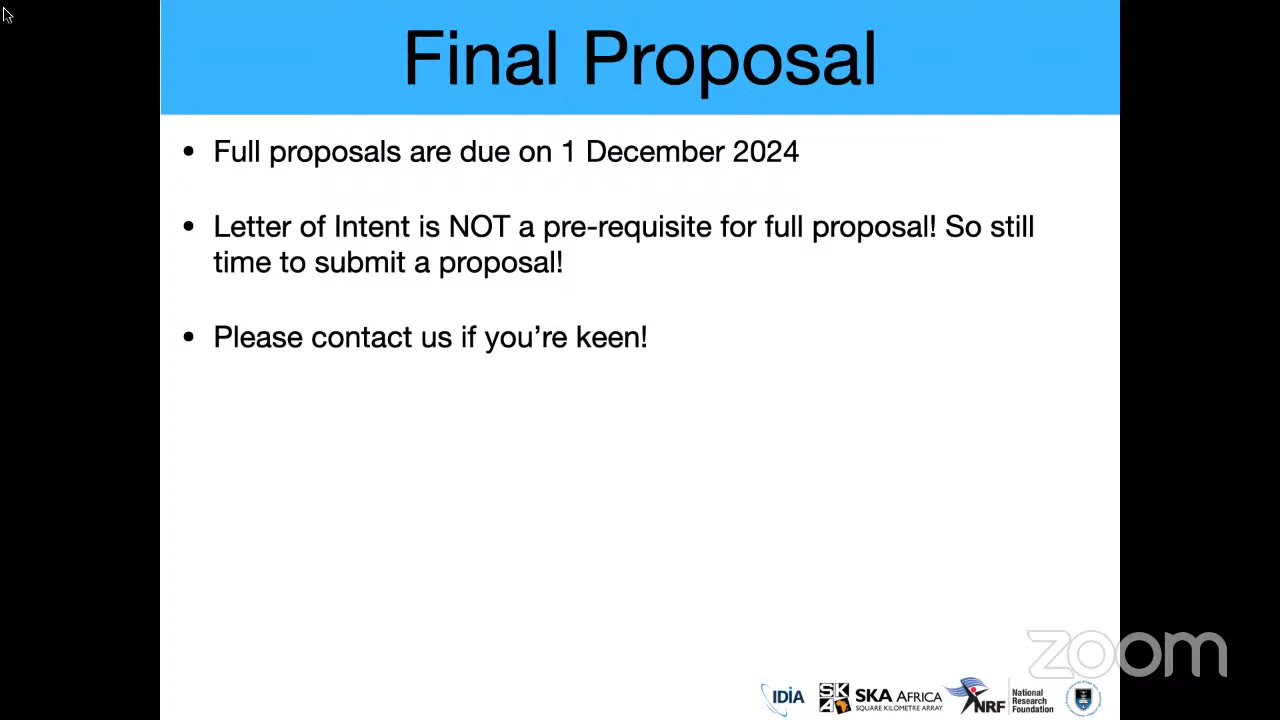 Final Proposal
• Full proposals are due on 1 December 2024
• Letter of Intent is NOT a pre-requisite for full proposal! So still
time to submit a proposal!
• Please contact us if you’re keen!
zoom
IDIA
SKA
SKA AFRICA
SQUARE KILOMETRE ARRAY
NRF
National
Research
Foundation